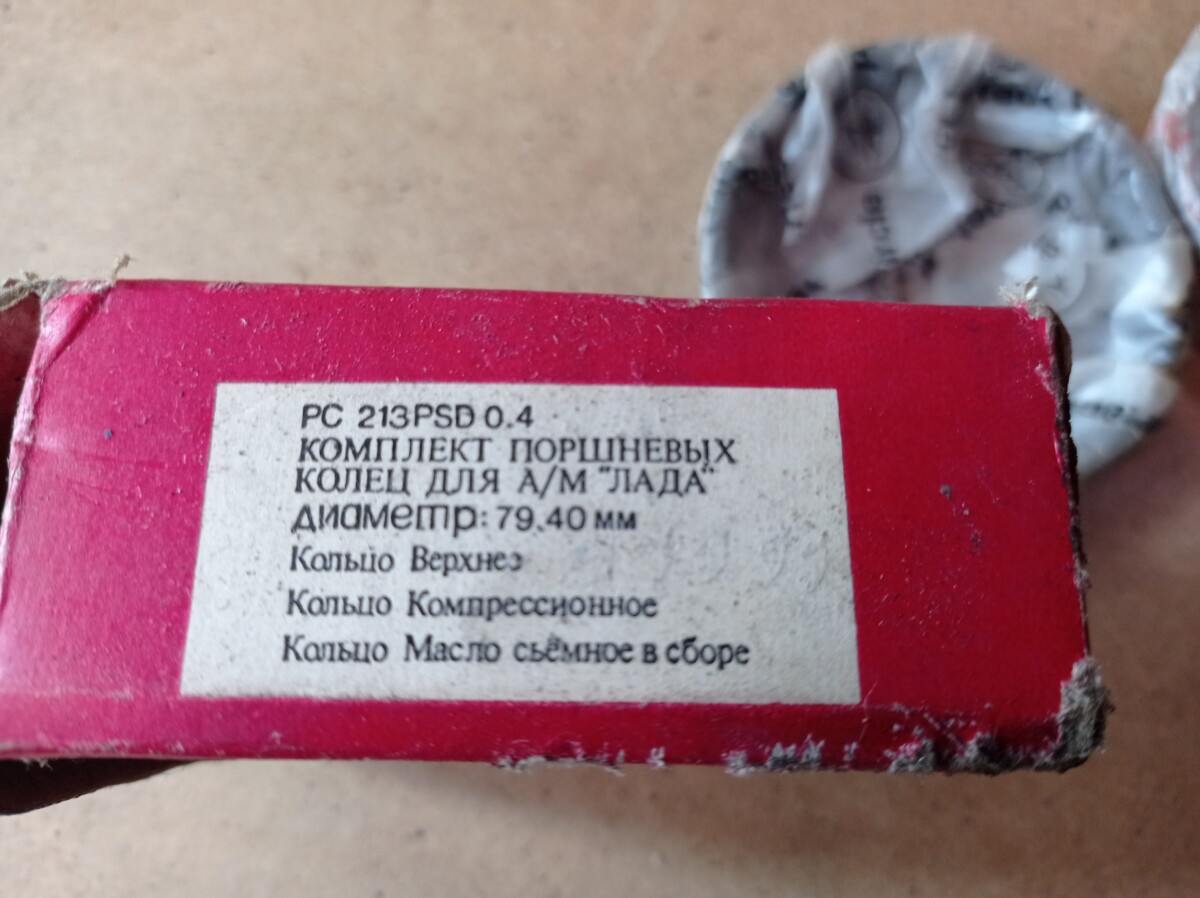 PC 213PSD 0.4
КОМПЛЕКТ ПОРШНЕВЫХ
КОЛЕЦ ДЛЯ А/М "ЛАДА"
диаметр: 79.40 мм
Кольцо Верхнее
Кольцо Компрессионное
Кольцо Масло сьёмное в сборе